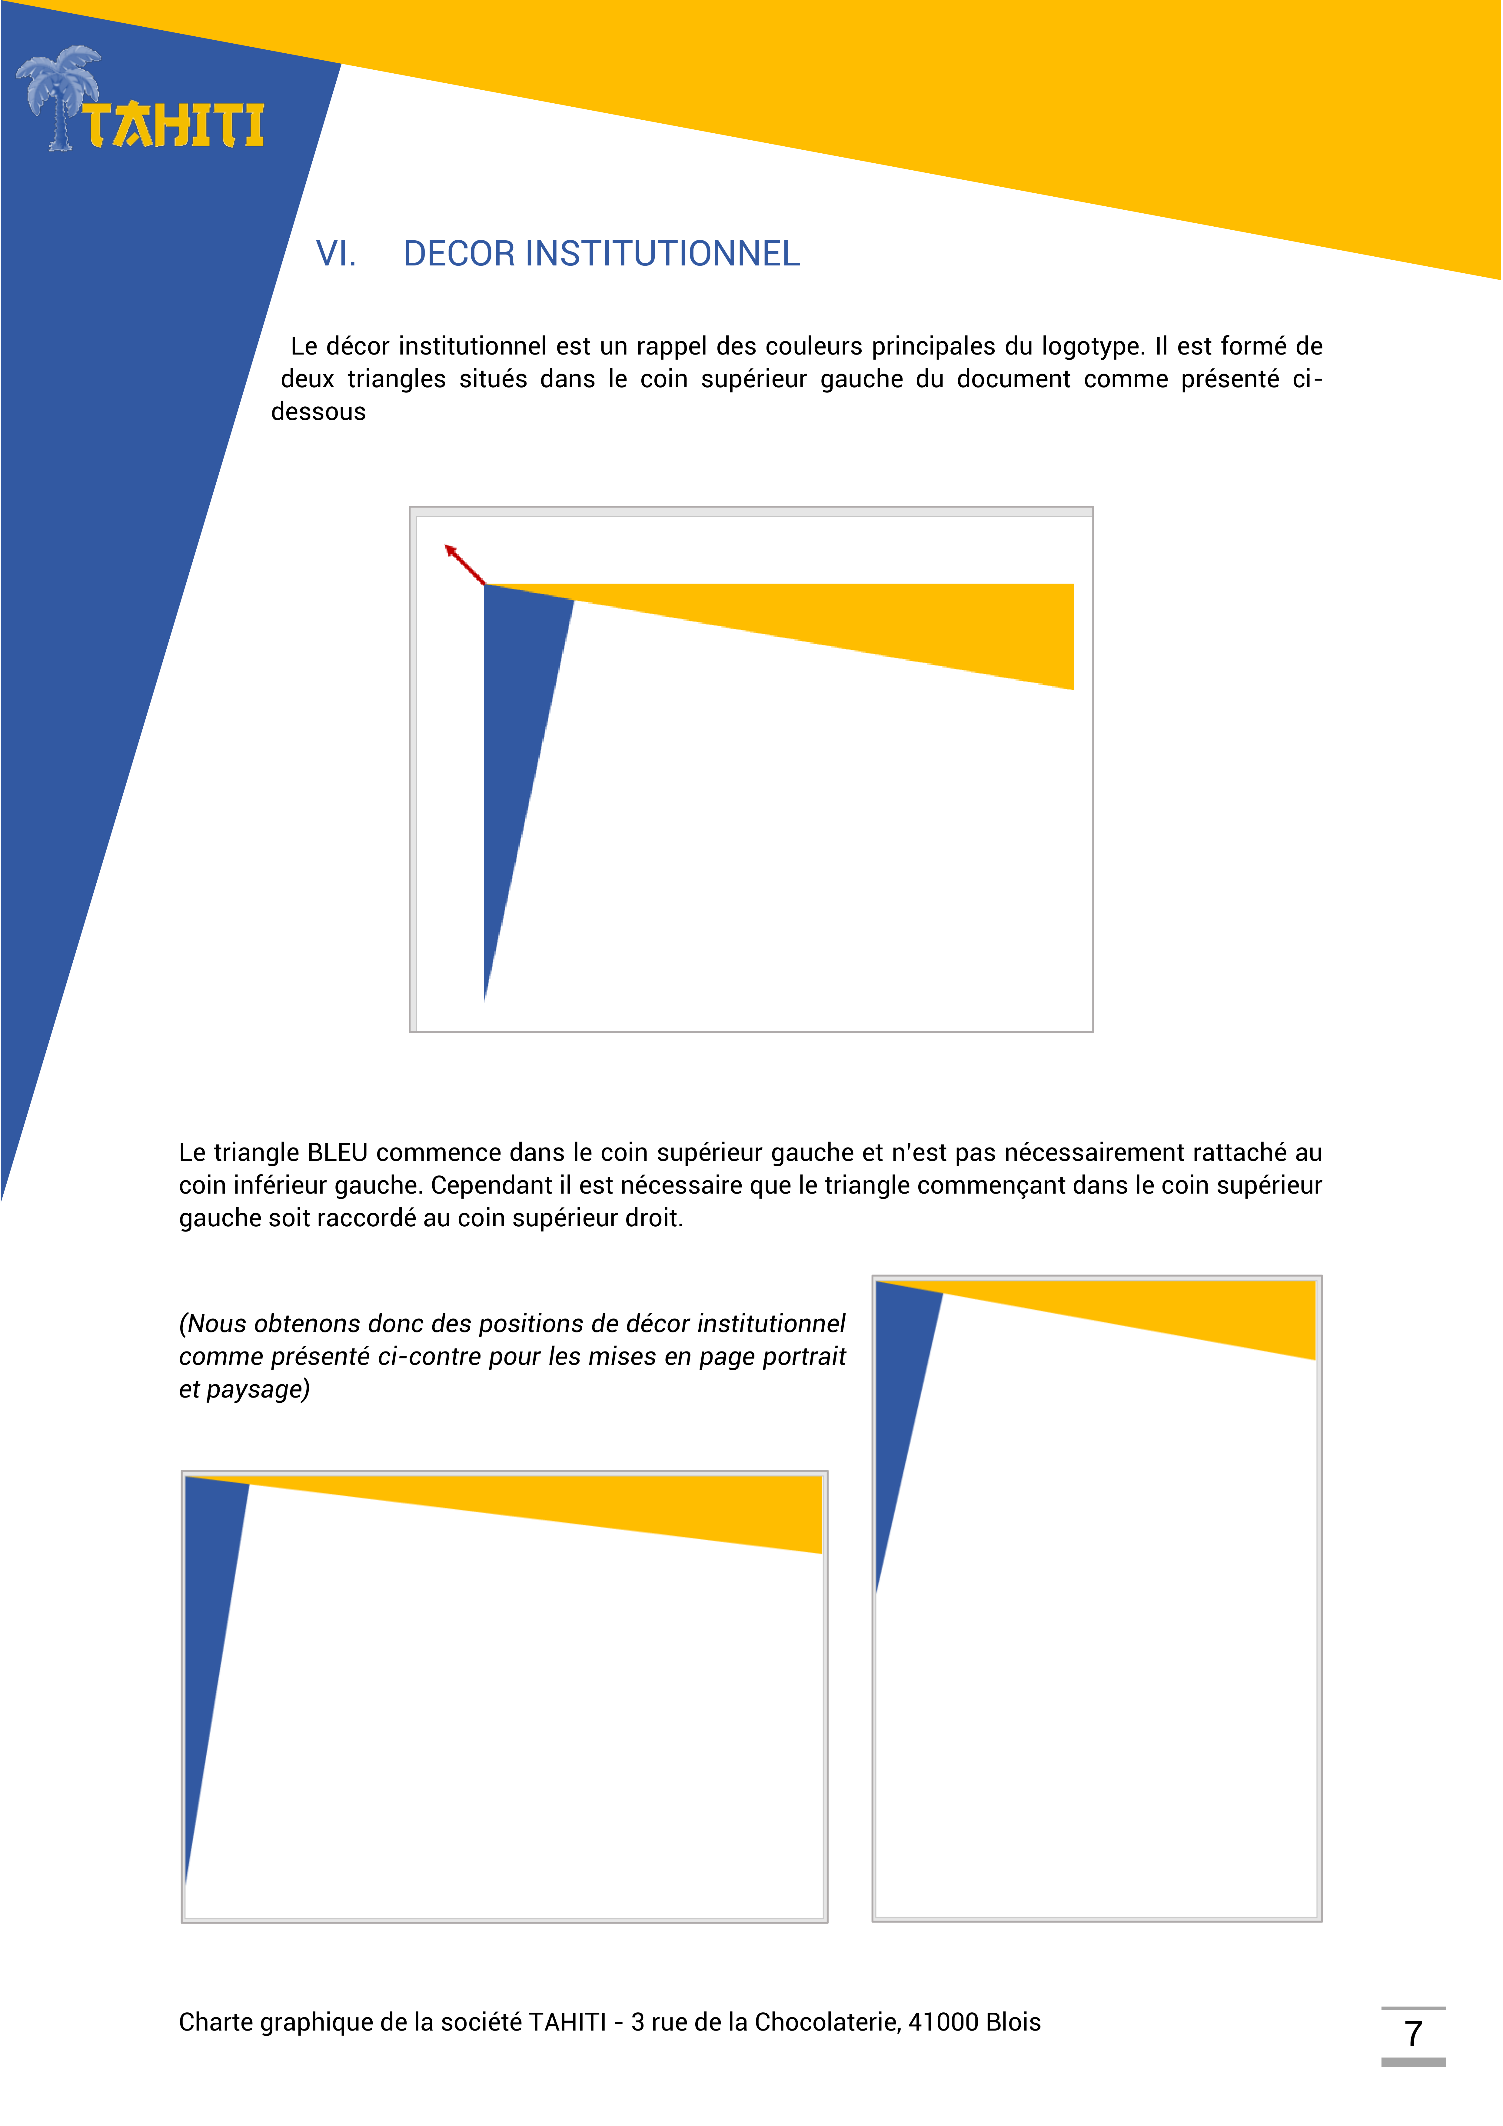 TAHITI
VI. DECOR INSTITUTIONNEL
Le décor institutionnel est un rappel des couleurs principales du logotype. Il est formé de
deux triangles situés dans le coin supérieur gauche du document comme présenté ci-
dessous
Le triangle BLEU commence dans le coin supérieur gauche et n'est pas nécessairement rattaché au
coin inférieur gauche. Cependant il est nécessaire que le triangle commençant dans le coin supérieur
gauche soit raccordé au coin supérieur droit.
(Nous obtenons donc des positions de décor institutionnel
comme présenté ci-contre pour les mises en page portrait
et paysage)
Charte graphique de la société TAHITI - 3 rue de la Chocolaterie, 41000 Blois
7